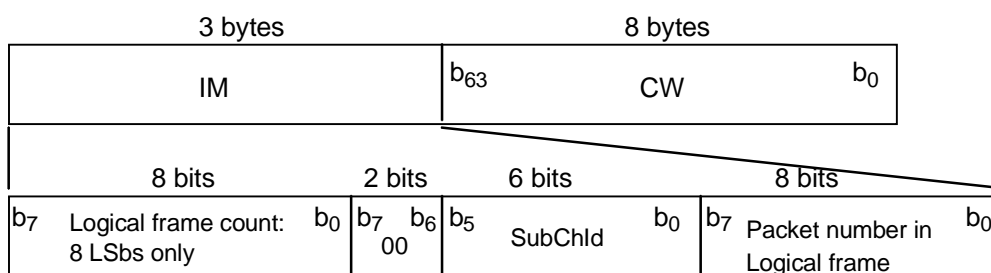 3 bytes 8 bytes
IM b63 CW b0
8 bits 2 bits 6 bits 8 bits
b7 Logical frame count: b0 b7 b6 b5 SubChId b0 b7 Packet number in b0
8 LSbs only 00 Logical frame